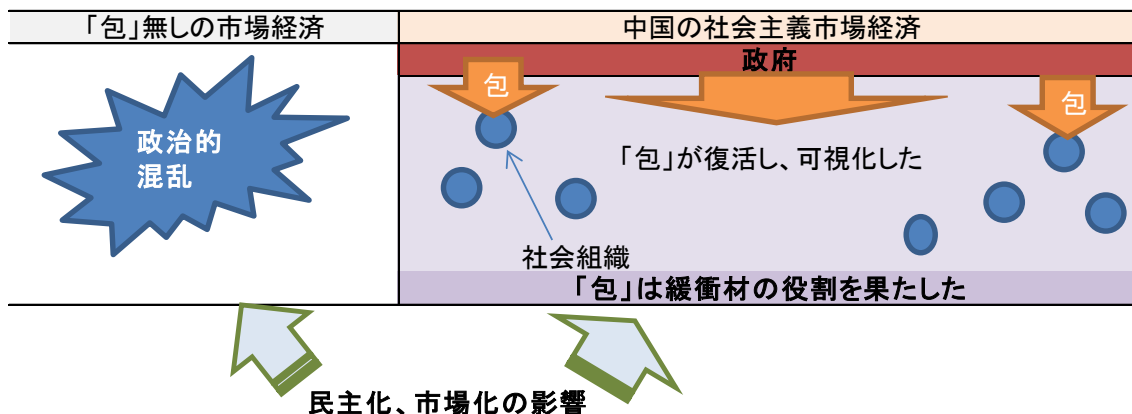 「包」無しの市場経済
中国の社会主義市場経済
政府
包
包
政治的
混乱
「包」が復活し、可視化した
社会組織
「包」は緩衝材の役割を果たした
民主化、市場化の影響